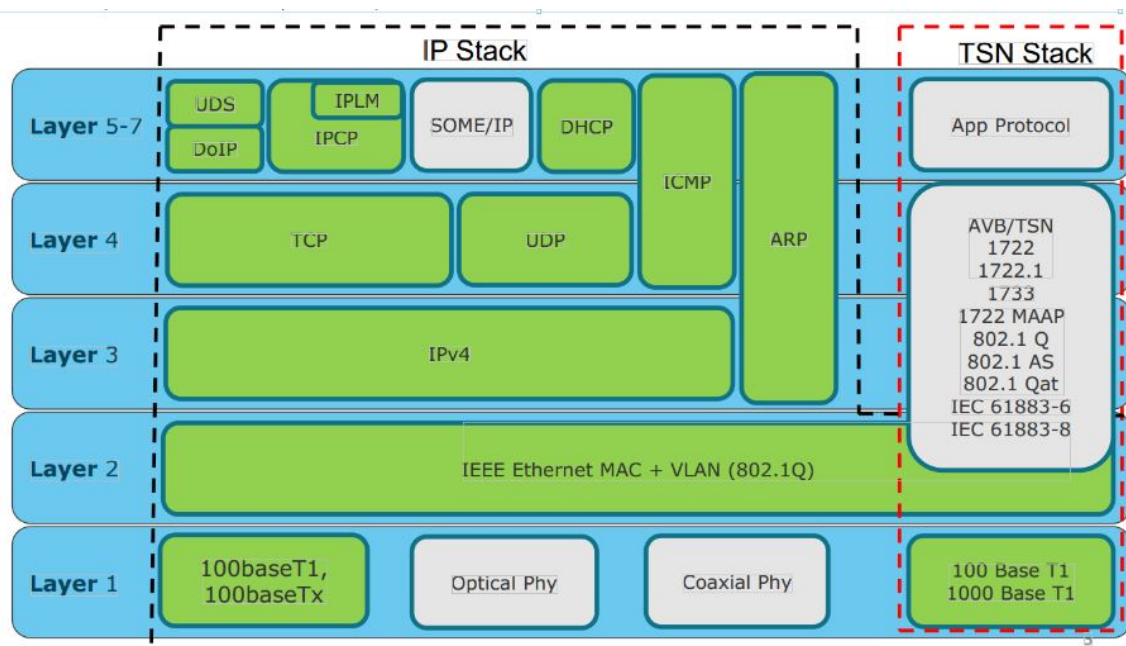 IP Stack
TSN Stack
Layer 5-7
UDS
DoIP
IPLM
IPCP
SOME/IP
DHCP
ICMP
ARP
App Protocol
Layer 4
TCP
UDP
AVB/TSN
1722
1722.1
1733
1722 MAAP
802.1 Q
802.1 AS
802.1 Qat
IEC 61883-6
IEC 61883-8
Layer 3
IPv4
Layer 2
IEEE Ethernet MAC + VLAN (802.1Q)
Layer 1
100baseT1,
100baseTx
Optical Phy
Coaxial Phy
100 Base T1
1000 Base T1